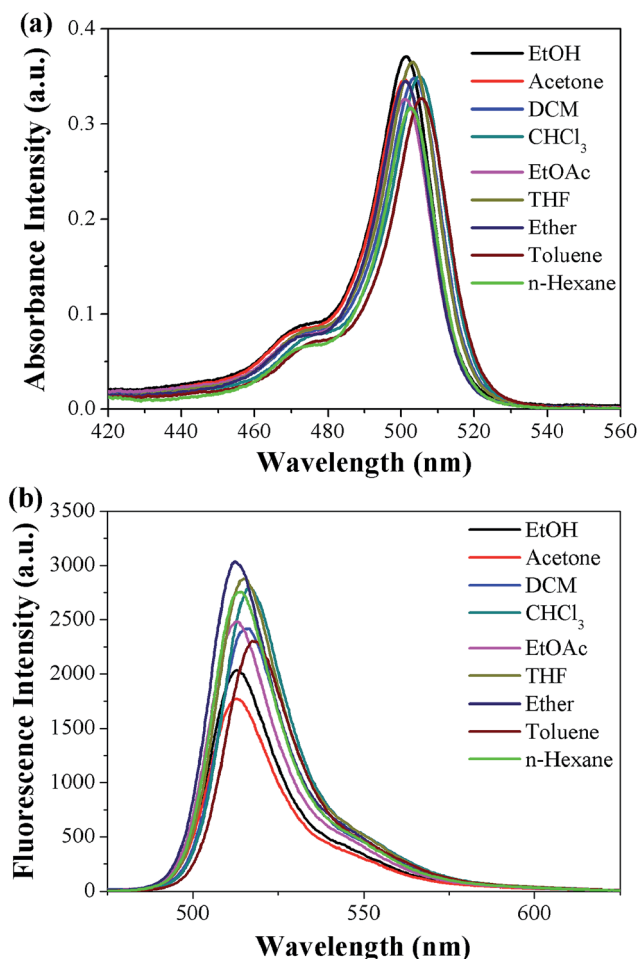 (a)
Absorbance Intensity (a.u.)
0.4
0.3
0.2
0.1
0.0
EtOH
Acetone
DCM
CHCl3
EtOAc
THF
Ether
Toluene
n-Hexane
420 440 460 480 500 520 540 560
Wavelength (nm)
(b)
Fluorescence Intensity (a.u.)
3500
3000
2500
2000
1750
1500
1000
500
0
EtOH
Acetone
DCM
CHCl3
EtOAc
THF
Ether
Toluene
n-Hexane
500 550 600
Wavelength (nm)